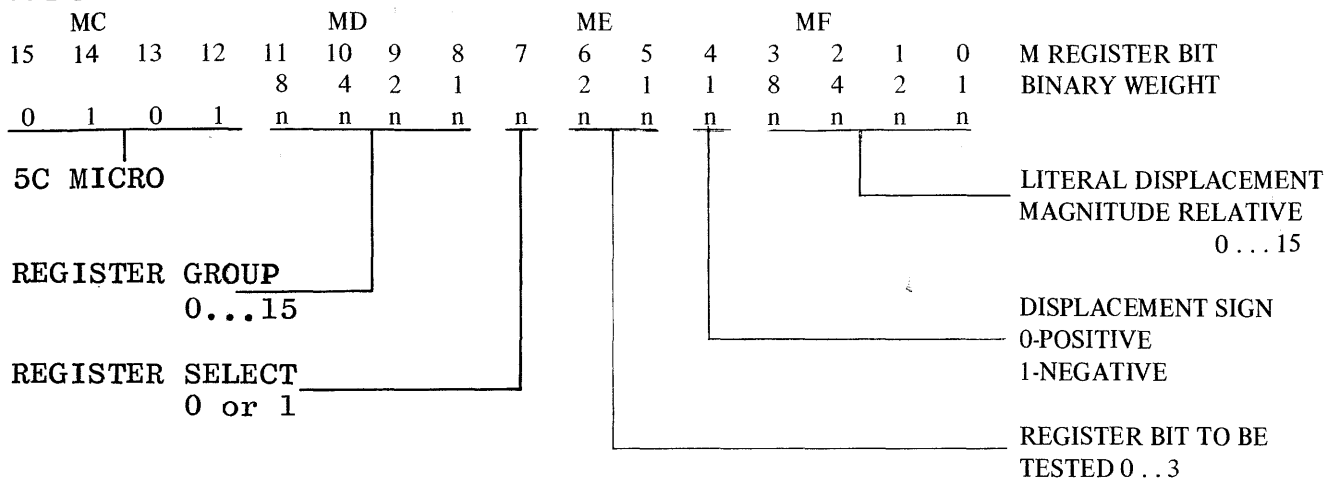 MC MD ME MF
15 14 13 12 11 10 9 8 7 6 5 4 3 2 1 0 M REGISTER BIT
8 4 2 1 2 1 1 8 4 2 1 BINARY WEIGHT
0 1 0 1 n n n n n n n n n n n n
5C MICRO
LITERAL DISPLACEMENT
MAGNITUDE RELATIVE
0 . . . 15
REGISTER GROUP
0...15
DISPLACEMENT SIGN
0-POSITIVE
1-NEGATIVE
REGISTER SELECT
0 or 1
REGISTER BIT TO BE
TESTED 0 . . 3